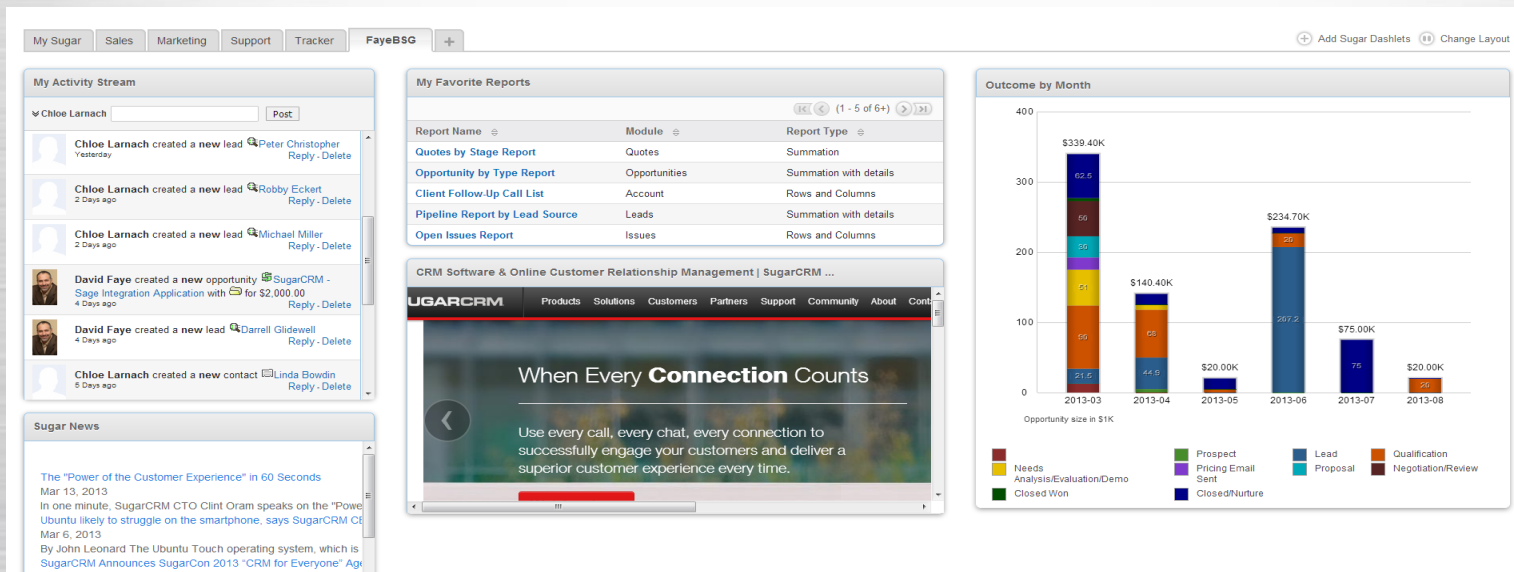 My Sugar Sales Marketing Support Tracker FayeBSG +
Add Sugar Dashlets Change Layout
My Activity Stream
Chloe Larnach Post
Chloe Larnach created a new lead Peter Christopher
Yesterday Reply - Delete
Chloe Larnach created a new lead Robby Eckert
2 Days ago Reply - Delete
Chloe Larnach created a new lead Michael Miller
2 Days ago Reply - Delete
David Faye created a new opportunity SugarCRM -
Sage Integration Application with for $2,000.00
4 Days ago Reply - Delete
David Faye created a new lead Darrell Glidewell
4 Days ago Reply - Delete
Chloe Larnach created a new contact Linda Bowdin
5 Days ago Reply - Delete
Sugar News
The "Power of the Customer Experience" in 60 Seconds
Mar 13, 2013
In one minute, SugarCRM CTO Clint Oram speaks on the "Powe
Ubuntu likely to struggle on the smartphone, says SugarCRM CE
Mar 6, 2013
By John Leonard The Ubuntu Touch operating system, which is
SugarCRM Announces SugarCon 2013 "CRM for Everyone" Age
My Favorite Reports
(1 - 5 of 6+)
Report Name Module Report Type
Quotes by Stage Report Quotes Summation
Opportunity by Type Report Opportunities Summation with details
Client Follow-Up Call List Account Rows and Columns
Pipeline Report by Lead Source Leads Summation with details
Open Issues Report Issues Rows and Columns
CRM Software & Online Customer Relationship Management | SugarCRM ...
UGARCRM Products Solutions Customers Partners Support Community About Cont
When Every Connection Counts
Use every call, every chat, every connection to
successfully engage your customers and deliver a
superior customer experience every time.
Outcome by Month
400
300
200
100
0
$339.40K
62.5
51
21.5
$140.40K
44.9
$20.00K
$234.70K
20
$75.00K
75
$20.00K
20
2013-03 2013-04 2013-05 2013-06 2013-07 2013-08
Opportunity size in $1K
Prospect Lead Qualification
Needs
Analysis/Evaluation/Demo
Pricing Email
Sent
Proposal Negotiation/Review
Closed Won Closed/Nurture